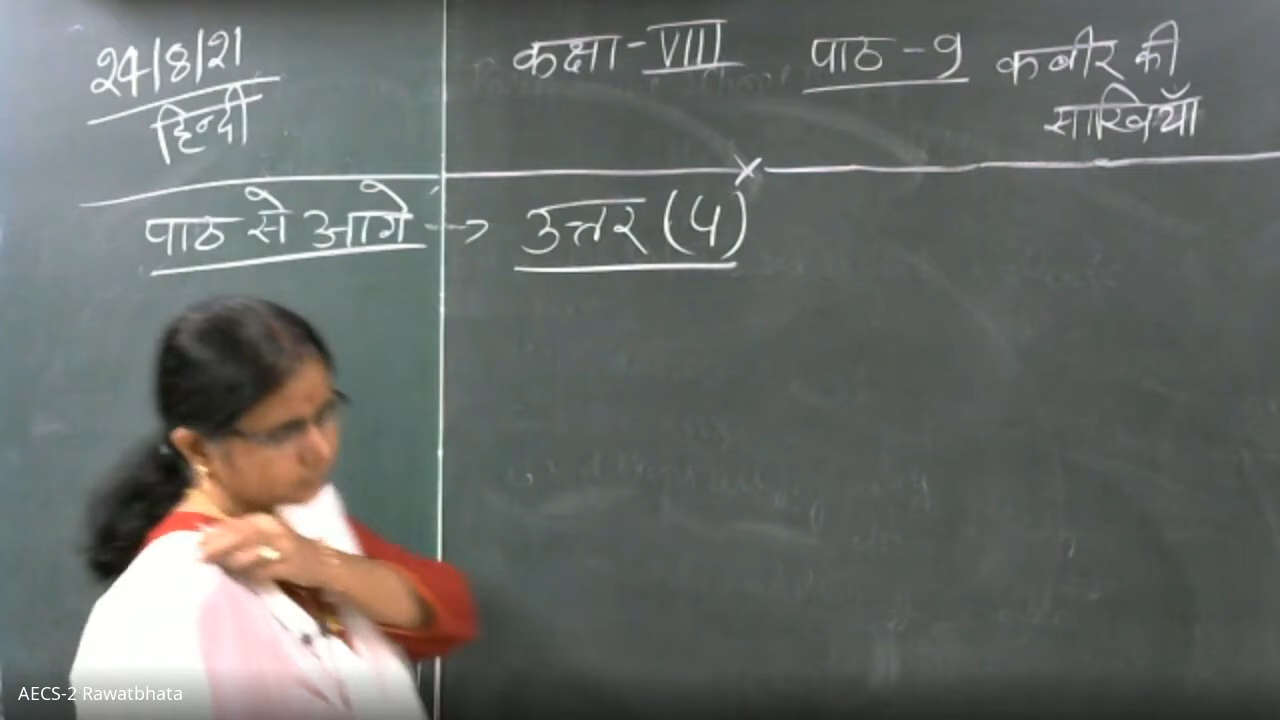 24/8/21
हिन्दी
कक्षा - VIII
पाठ - 9 कबीर की
साखियाँ
पाठ से आगे -> उत्तर (4)
AECS-2 Rawatbhata